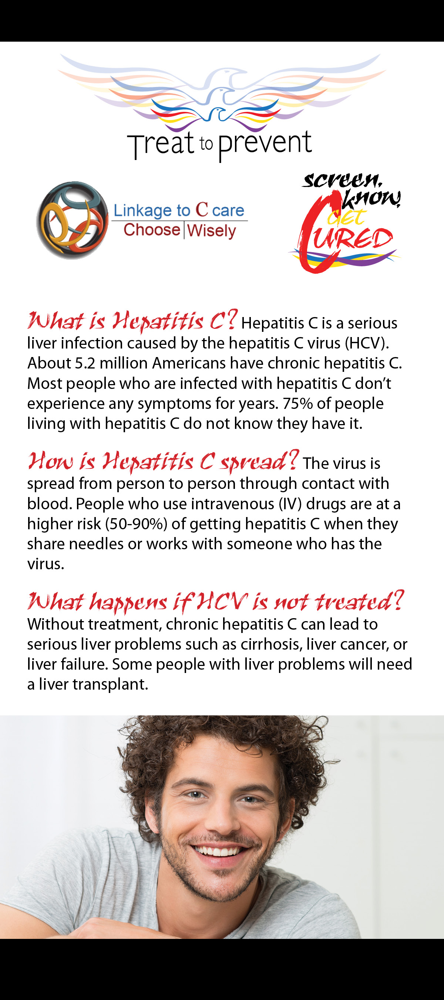 Treat to prevent
Linkage to C care
Choose Wisely
screen.
know.
GET
CURED
What is Hepatitis C? Hepatitis C is a serious
liver infection caused by the hepatitis C virus (HCV).
About 5.2 million Americans have chronic hepatitis C.
Most people who are infected with hepatitis C don’t
experience any symptoms for years. 75% of people
living with hepatitis C do not know they have it.
How is Hepatitis C spread? The virus is
spread from person to person through contact with
blood. People who use intravenous (IV) drugs are at a
higher risk (50-90%) of getting hepatitis C when they
share needles or works with someone who has the
virus.
What happens if HCV is not treated?
Without treatment, chronic hepatitis C can lead to
serious liver problems such as cirrhosis, liver cancer, or
liver failure. Some people with liver problems will need
a liver transplant.